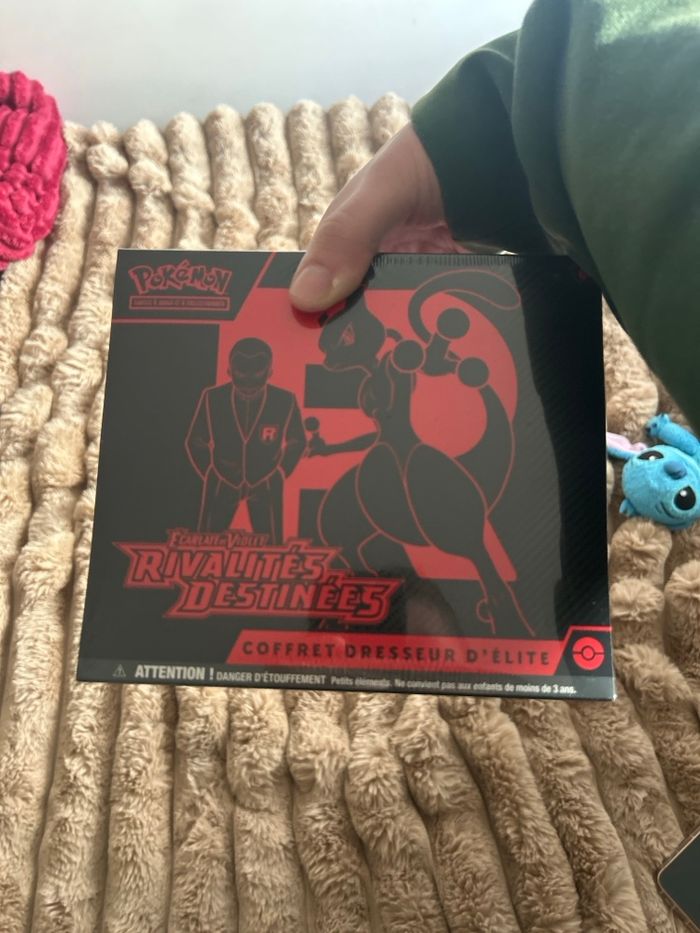 POKÉMON
CARTES À JOUER ET À COLLECTIONNER
R
ÉCARLATE ET VIOLET
RIVALITÉS
DESTINÉES
COFFRET DRESSEUR D'ÉLITE
ATTENTION ! DANGER D'ÉTOUFFEMENT Petits éléments. Ne convient pas aux enfants de moins de 3 ans.